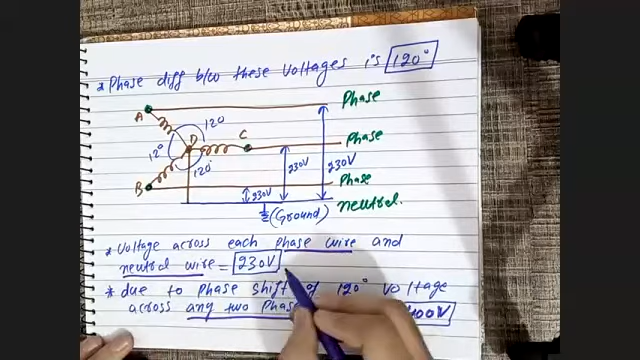 * Phase diff b/w these voltages is 120°
A
Phase
120
D
C
Phase
12°
120°
230V
230V
230V
Phase
B
(Ground)
neutral.
* Voltage across each phase wire and
neutral wire = 230V
* due to phase shift of 120° voltage
across any two Phase
400V